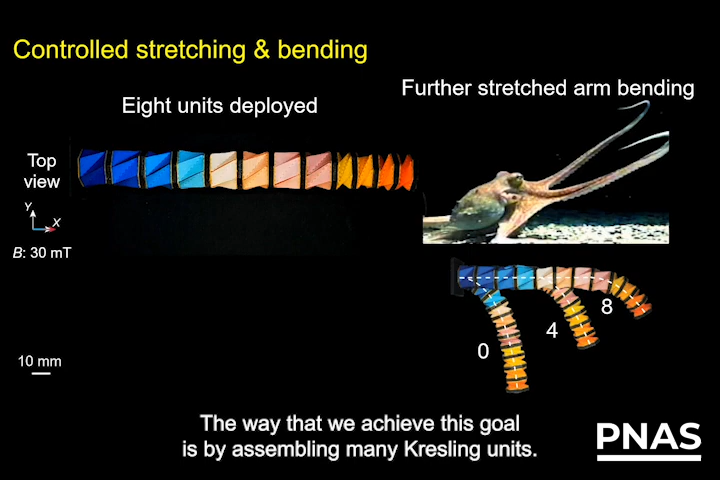 Controlled stretching & bending
Eight units deployed
Further stretched arm bending
Top
view
Y
X
B: 30 mT
10 mm
0
4
8
The way that we achieve this goal
is by assembling many Kresling units.
PNAS